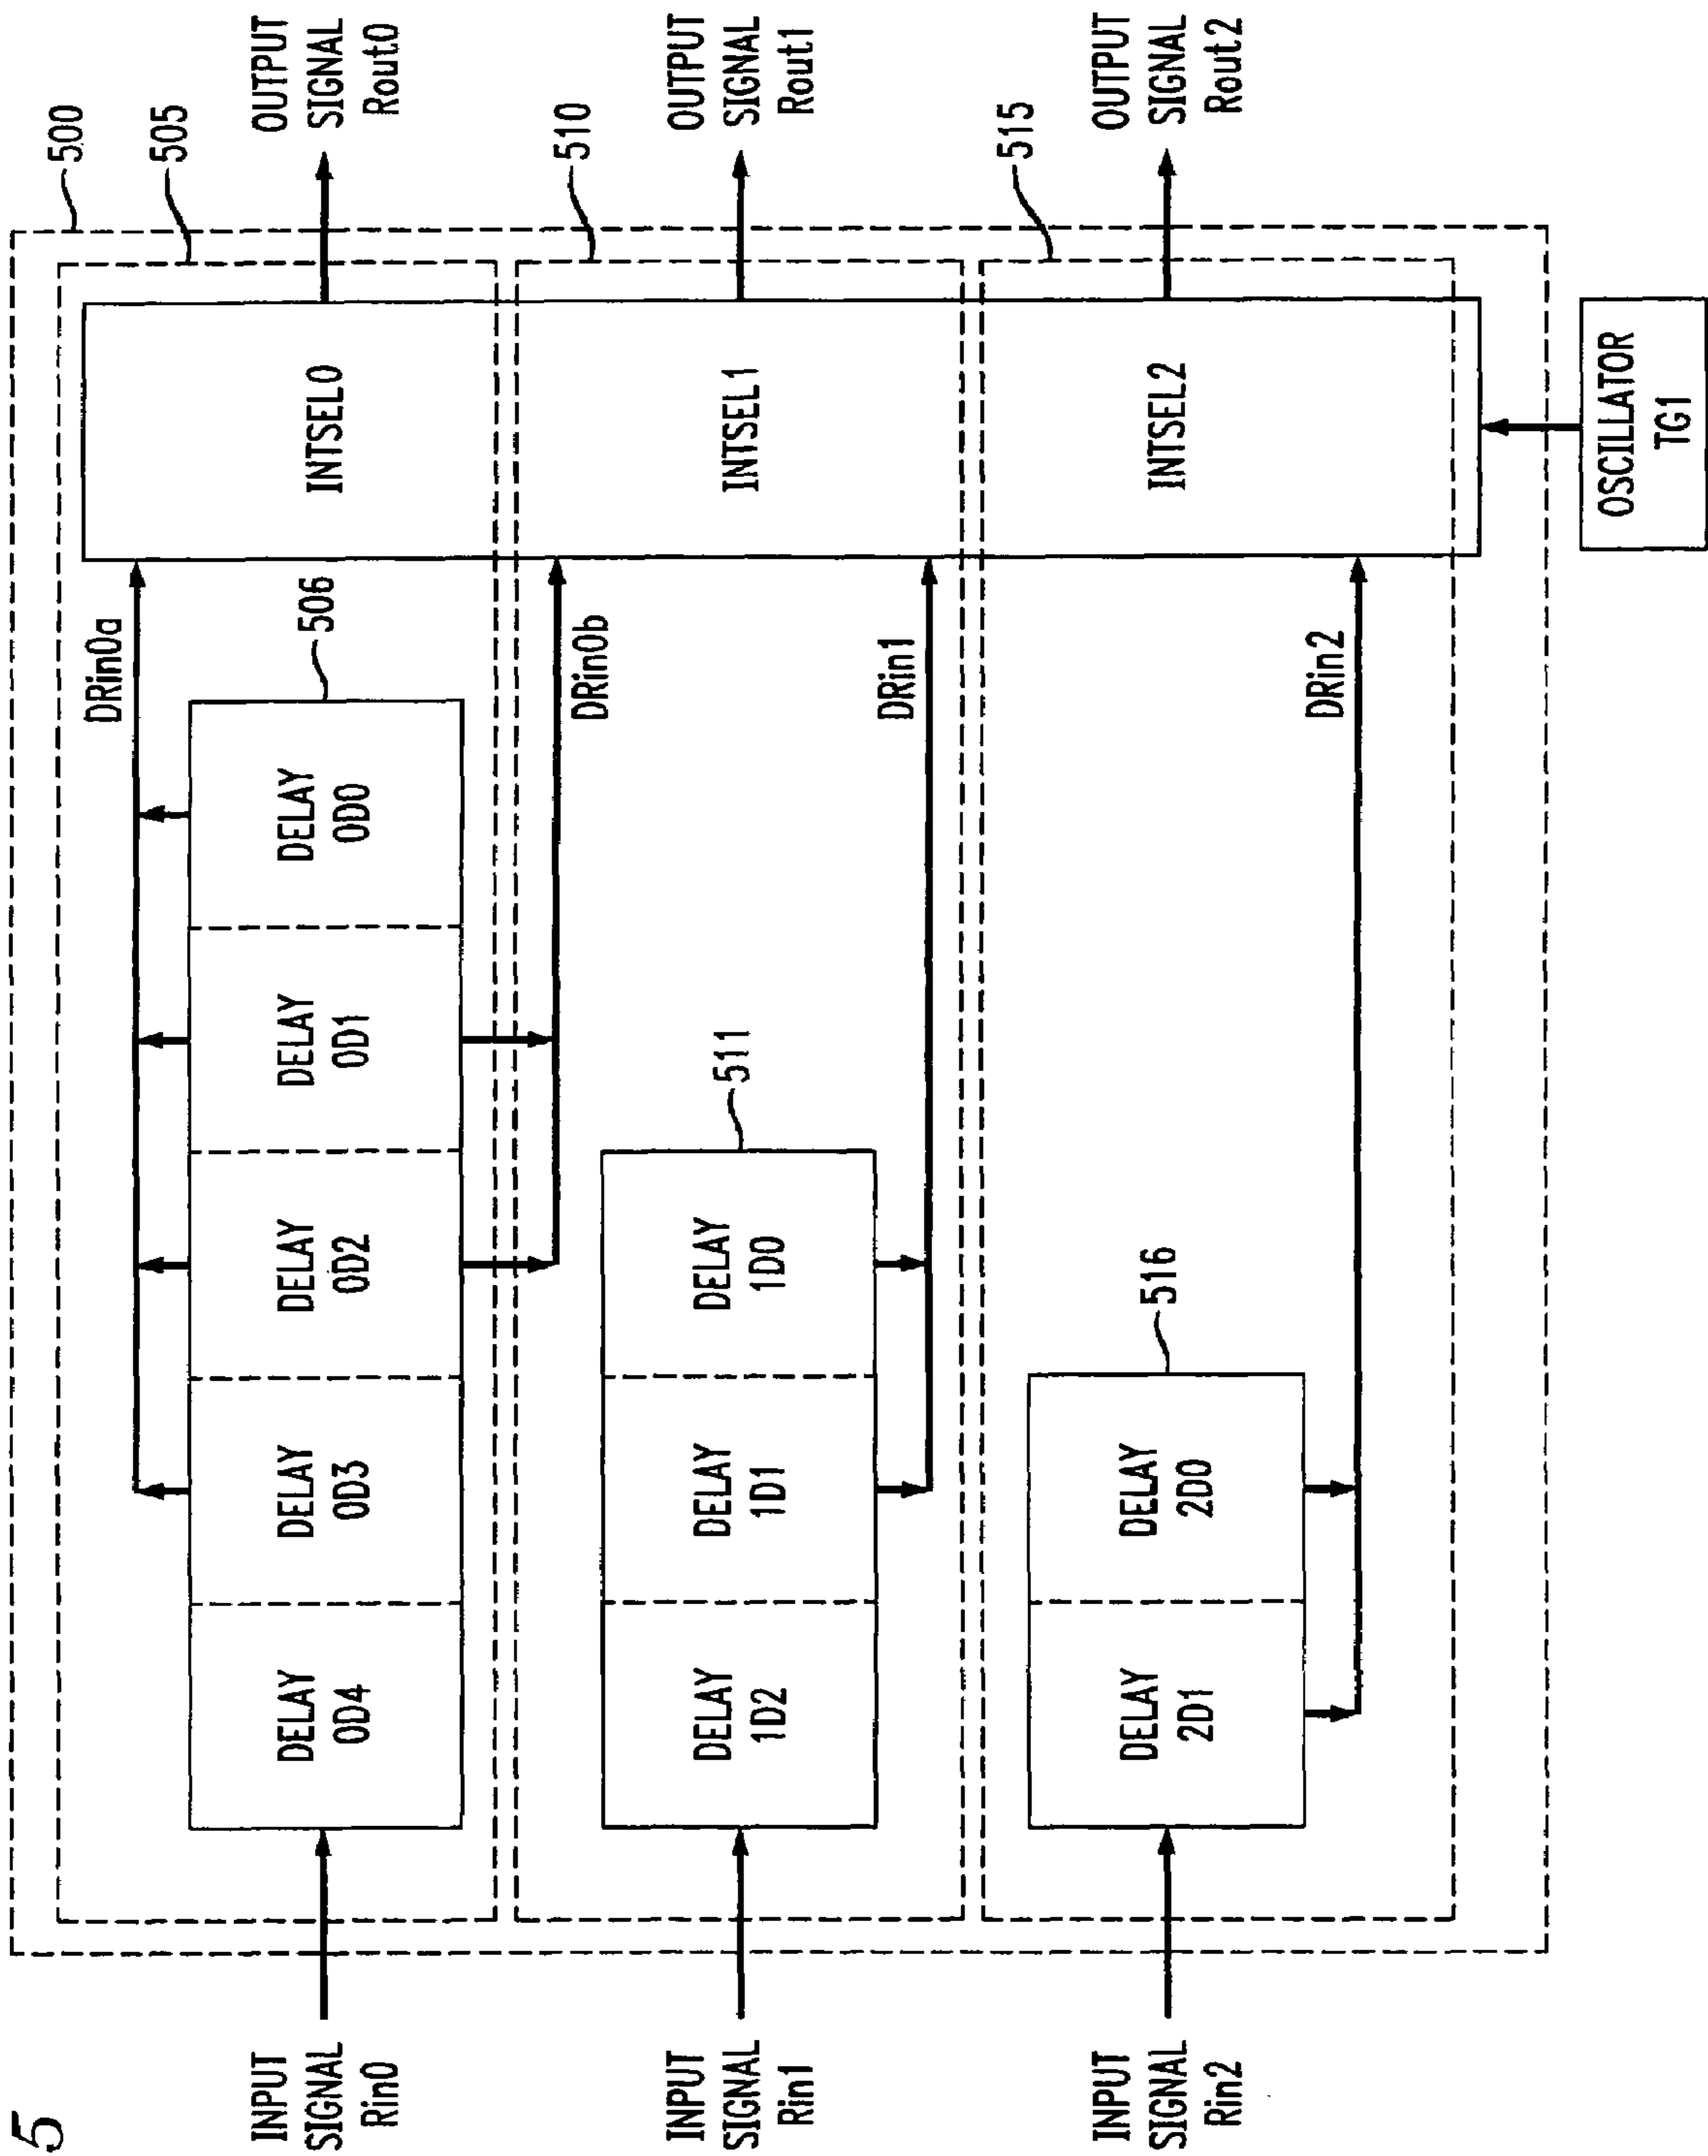 5
500
505
INPUT
SIGNAL
Rin0
DELAY
0D4
DELAY
0D3
DELAY
0D2
DELAY
0D1
DELAY
0D0
506
DRin0a
INTSEL0
OUTPUT
SIGNAL
Rout0
DRin0b
510
INPUT
SIGNAL
Rin1
DELAY
1D2
DELAY
1D1
DELAY
1D0
511
DRin1
INTSEL1
OUTPUT
SIGNAL
Rout1
515
INPUT
SIGNAL
Rin2
DELAY
2D1
DELAY
2D0
516
DRin2
INTSEL2
OUTPUT
SIGNAL
Rout2
OSCILLATOR
TG1